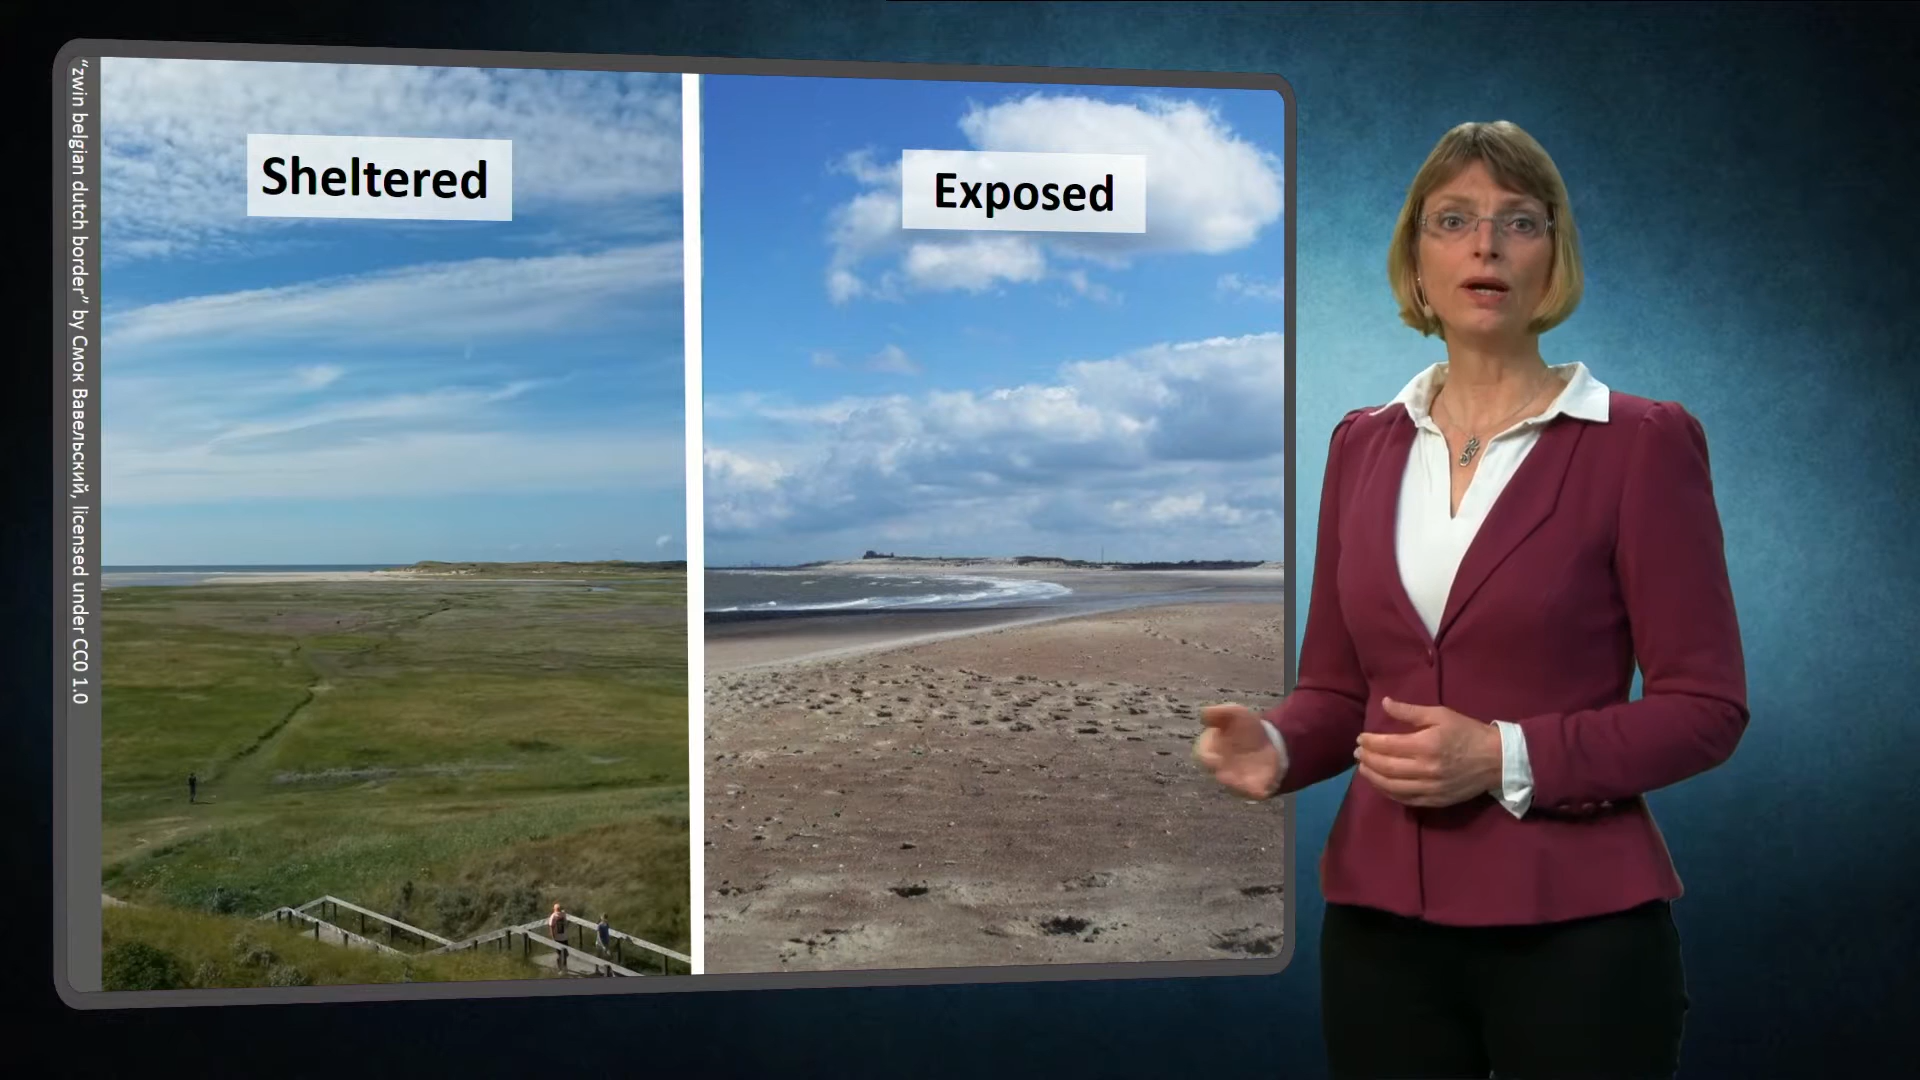 Sheltered
Exposed
“zwin belgian dutch border” by Смок Вавельский, licensed under CC0 1.0